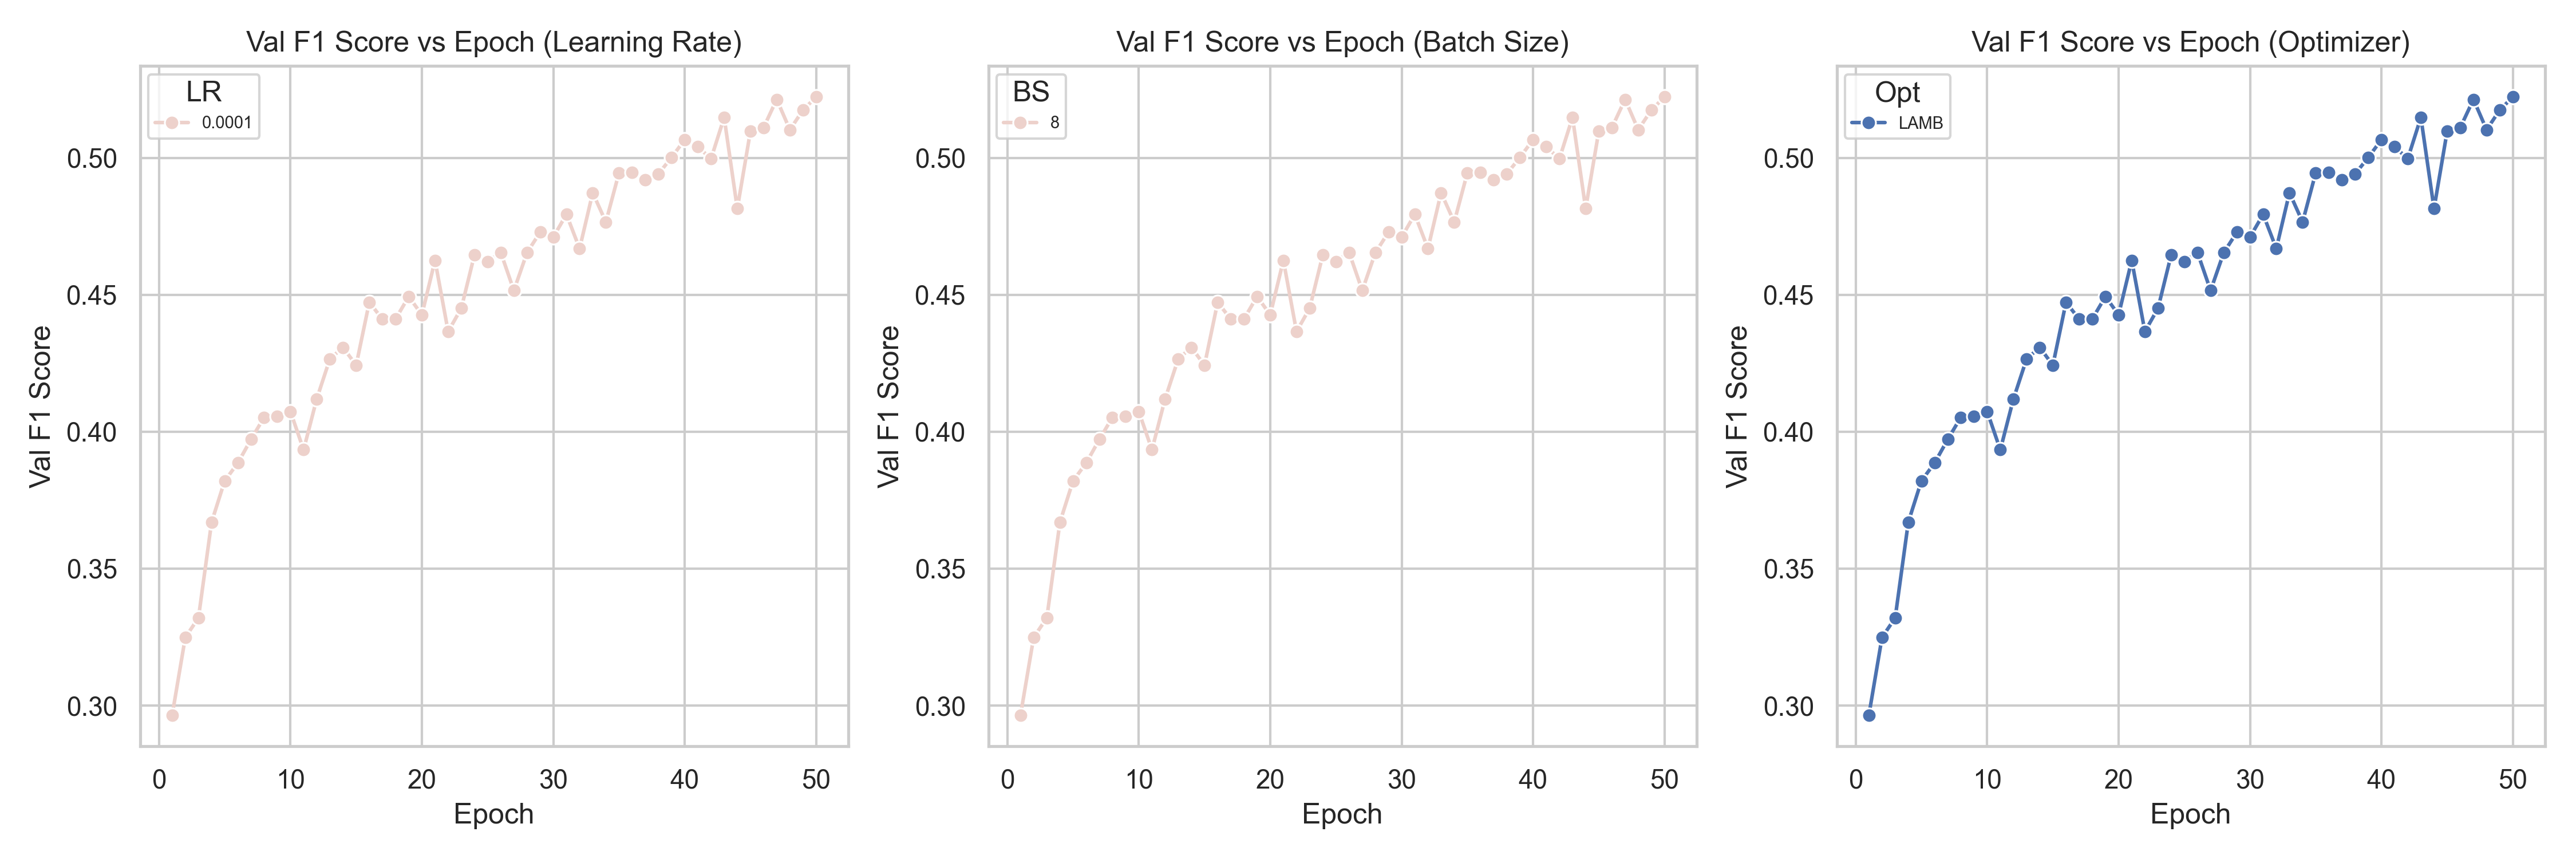 Val F1 Score vs Epoch (Learning Rate)
LR
0.0001
Val F1 Score
0.50
0.45
0.40
0.35
0.30
0 10 20 30 40 50
Epoch
Val F1 Score vs Epoch (Batch Size)
BS
8
Val F1 Score
0.50
0.45
0.40
0.35
0.30
0 10 20 30 40 50
Epoch
Val F1 Score vs Epoch (Optimizer)
Opt
LAMB
Val F1 Score
0.50
0.45
0.40
0.35
0.30
0 10 20 30 40 50
Epoch